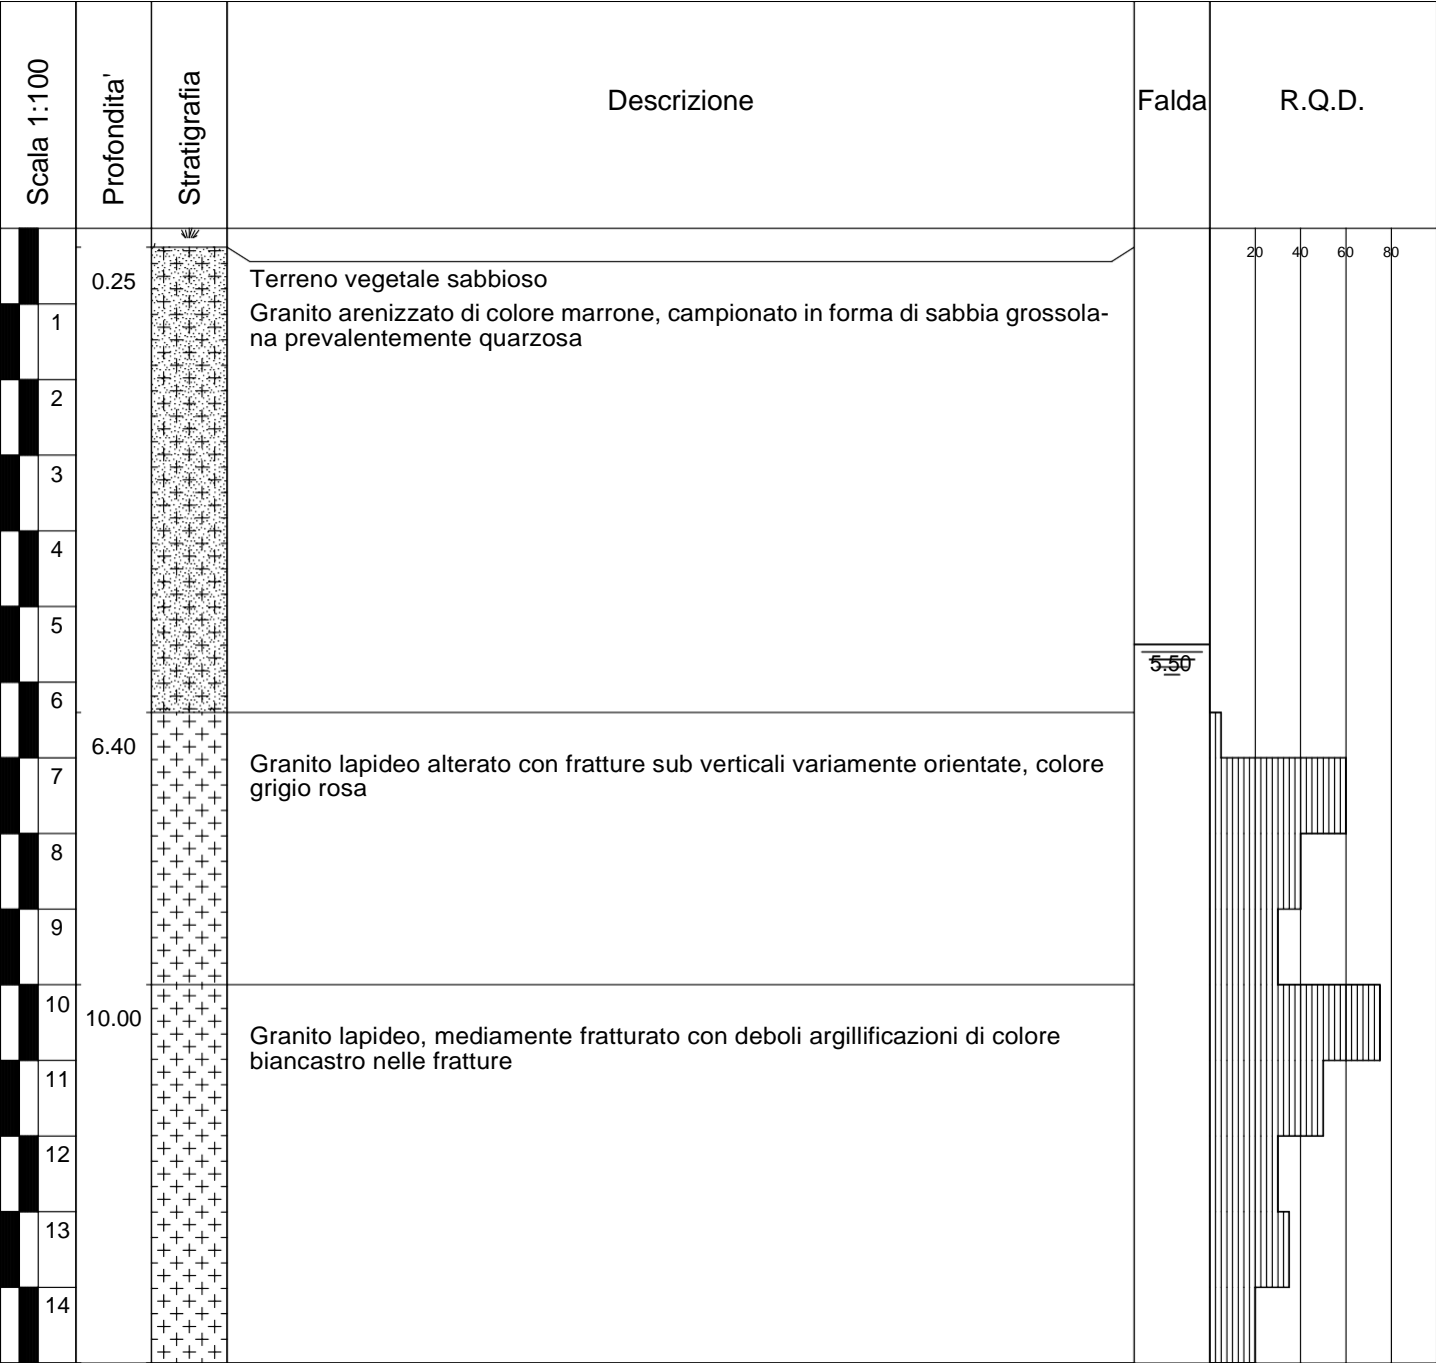 Scala 1:100
Profondita'
Stratigrafia
Descrizione
Falda
R.Q.D.
20 40 60 80
0.25
Terreno vegetale sabbioso
Granito arenizzato di colore marrone, campionato in forma di sabbia grossola-
na prevalentemente quarzosa
1
2
3
4
5
5.50
6
6.40
Granito lapideo alterato con fratture sub verticali variamente orientate, colore
grigio rosa
7
8
9
10
10.00
Granito lapideo, mediamente fratturato con deboli argillificazioni di colore
biancastro nelle fratture
11
12
13
14